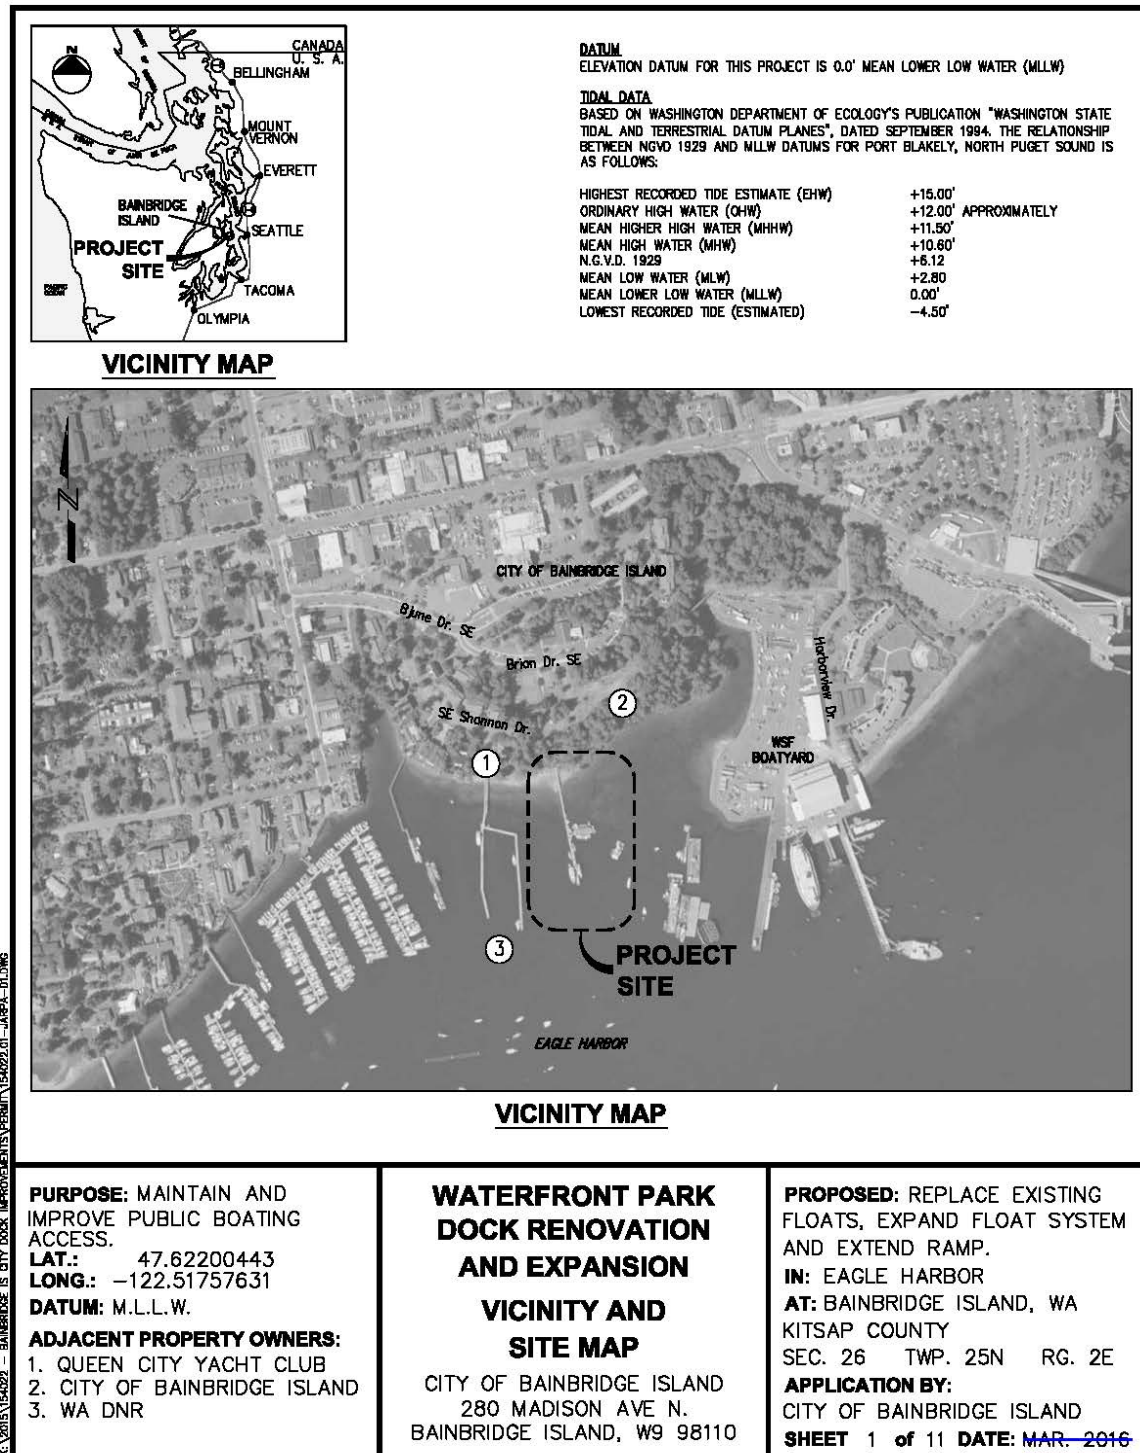 N
CANADA
U. S. A.
BELLINGHAM
MOUNT
VERNON
EVERETT
BAINBRIDGE
ISLAND
SEATTLE
PROJECT
SITE
TACOMA
OLYMPIA
VICINITY MAP
DATUM
ELEVATION DATUM FOR THIS PROJECT IS 0.0' MEAN LOWER LOW WATER (MLLW)
TIDAL DATA
BASED ON WASHINGTON DEPARTMENT OF ECOLOGY'S PUBLICATION "WASHINGTON STATE
TIDAL AND TERRESTRIAL DATUM PLANES", DATED SEPTEMBER 1994. THE RELATIONSHIP
BETWEEN NGVD 1929 AND MLLW DATUMS FOR PORT BLAKELY, NORTH PUGET SOUND IS
AS FOLLOWS:
HIGHEST RECORDED TIDE ESTIMATE (EHW) +15.00'
ORDINARY HIGH WATER (OHW) +12.00' APPROXIMATELY
MEAN HIGHER HIGH WATER (MHHW) +11.50'
MEAN HIGH WATER (MHW) +10.60'
N.G.V.D. 1929 +6.12
MEAN LOW WATER (MLW) +2.80
MEAN LOWER LOW WATER (MLLW) 0.00'
LOWEST RECORDED TIDE (ESTIMATED) -4.50'
N
CITY OF BAINBRIDGE ISLAND
Bjune Dr. SE
Brien Dr. SE
Harborview Dr.
2
SE Shannon Dr.
WSF
BOATYARD
1
3
PROJECT
SITE
EAGLE HARBOR
VICINITY MAP
PURPOSE: MAINTAIN AND
IMPROVE PUBLIC BOATING
ACCESS.
LAT.: 47.62200443
LONG.: -122.51757631
DATUM: M.L.L.W.
ADJACENT PROPERTY OWNERS:
1. QUEEN CITY YACHT CLUB
2. CITY OF BAINBRIDGE ISLAND
3. WA DNR
WATERFRONT PARK
DOCK RENOVATION
AND EXPANSION
VICINITY AND
SITE MAP
CITY OF BAINBRIDGE ISLAND
280 MADISON AVE N.
BAINBRIDGE ISLAND, W9 98110
PROPOSED: REPLACE EXISTING
FLOATS, EXPAND FLOAT SYSTEM
AND EXTEND RAMP.
IN: EAGLE HARBOR
AT: BAINBRIDGE ISLAND, WA
KITSAP COUNTY
SEC. 26 TWP. 25N RG. 2E
APPLICATION BY:
CITY OF BAINBRIDGE ISLAND
SHEET 1 of 11 DATE: MAR. 2016